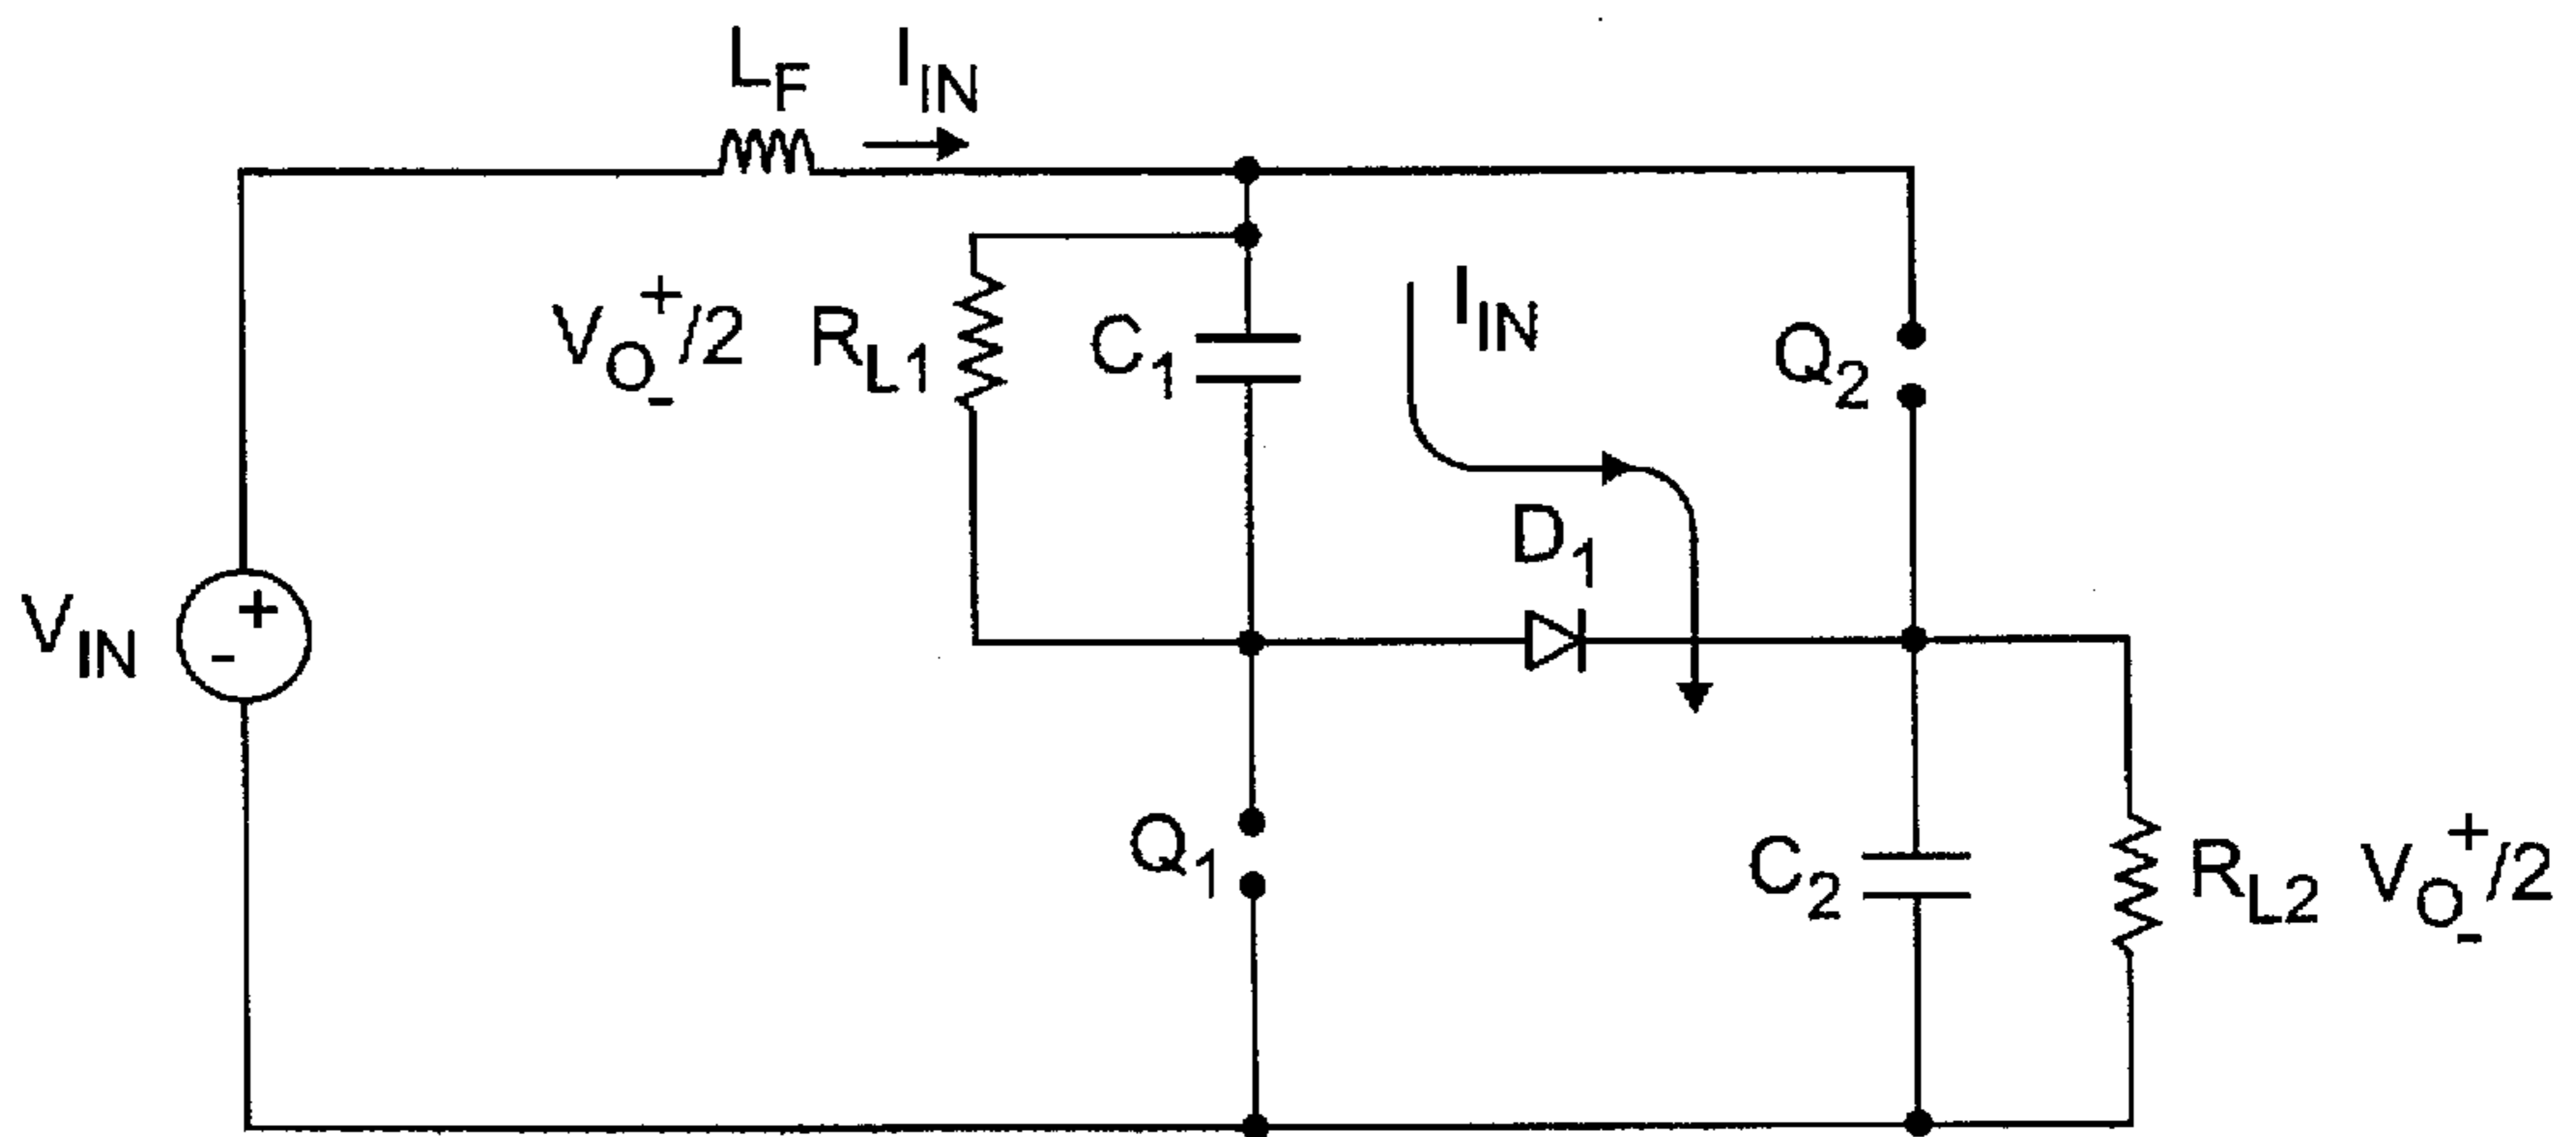 L_F I_IN
V_O+/2 R_L1 C_1 I_IN Q_2
-
D_1
V_IN + -
Q_1 C_2 R_L2 V_O+/2
-